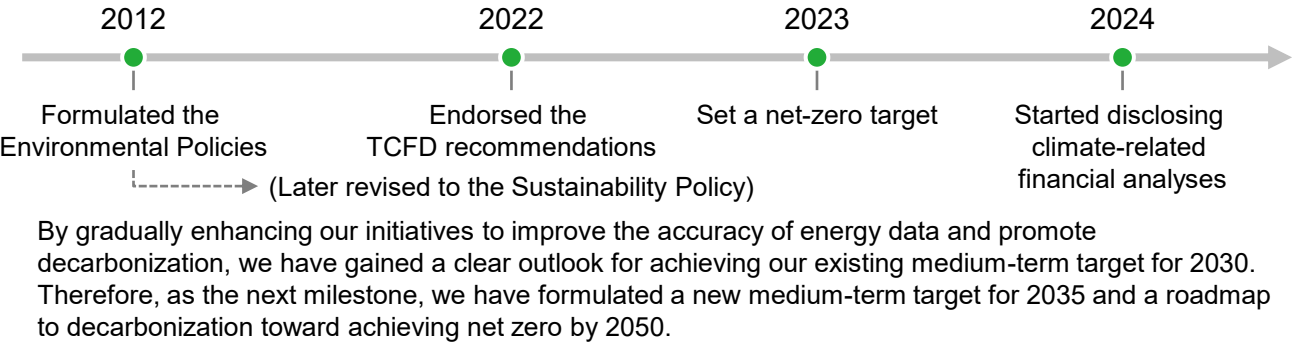 2012
2022
2023
2024
Formulated the
Environmental Policies
Endorsed the
TCFD recommendations
Set a net-zero target
Started disclosing
climate-related
financial analyses
(Later revised to the Sustainability Policy)
By gradually enhancing our initiatives to improve the accuracy of energy data and promote
decarbonization, we have gained a clear outlook for achieving our existing medium-term target for 2030.
Therefore, as the next milestone, we have formulated a new medium-term target for 2035 and a roadmap
to decarbonization toward achieving net zero by 2050.